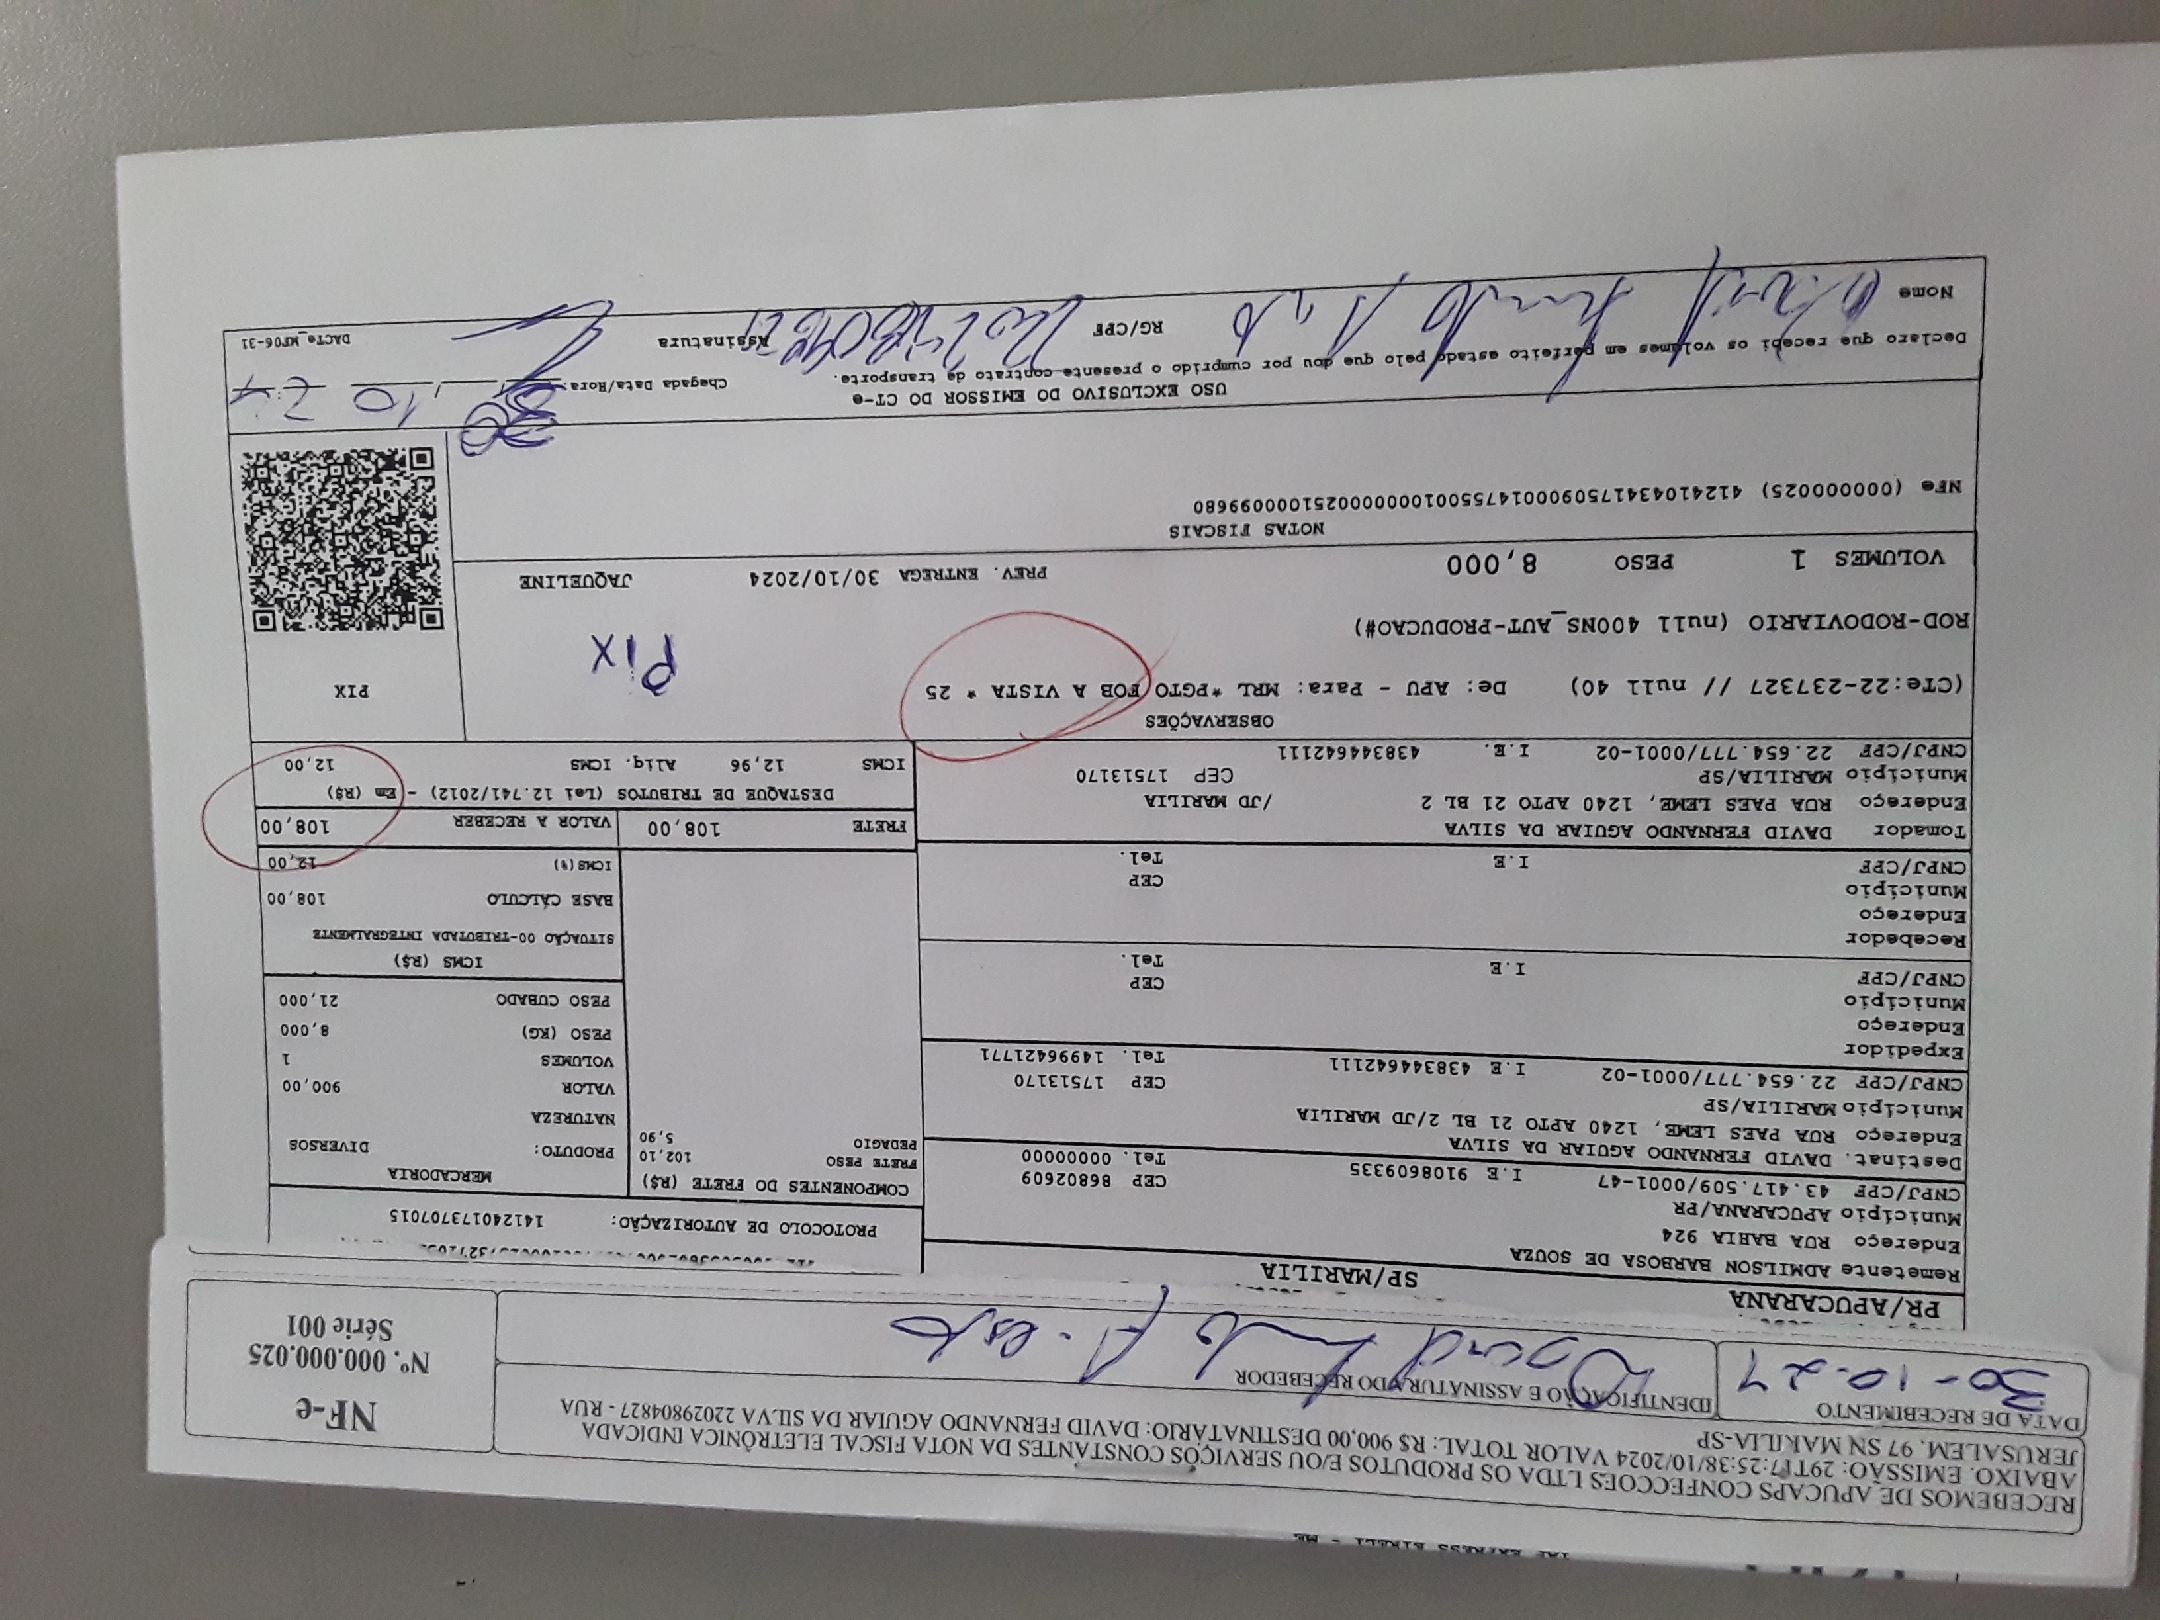 RECEBEMOS DE APUCAPS CONFECCOES LTDA OS PRODUTOS E/OU SERVIÇOS CONSTANTES DA NOTA FISCAL ELETRÔNICA INDICADA
ABAIXO. EMISSÃO: 29T17:25:38/10/2024 VALOR TOTAL: R$ 900,00 DESTINATÁRIO: DAVID FERNANDO AGUIAR DA SILVA 22029804827 - RUA
JERUSALEM, 97 SN MARILIA-SP
NF-e
Nº. 000.000.025
Série 001
DATA DE RECEBIMENTO
30-10-24
IDENTIFICAÇÃO E ASSINATURA DO RECEBEDOR
PR/APUCARANA
SP/MARILIA
Remetente ADMILSON BARBOSA DE SOUZA
Endereço RUA BAHIA 924
Município APUCARANA/PR
CEP 86802609
CNPJ/CPF 43.417.509/0001-47 I.E 9108609335 Tel. 00000000
Destinat. DAVID FERNANDO AGUIAR DA SILVA
Endereço RUA PAES LEME, 1240 APTO 21 BL 2/JD MARILIA
Município MARILIA/SP CEP 17513170
CNPJ/CPF 22.654.777/0001-02 I.E 438344642111 Tel. 14996421771
Expedidor
Endereço
Município CEP
CNPJ/CPF I.E Tel.
Recebedor
Endereço
Município CEP
CNPJ/CPF I.E Tel.
Tomador DAVID FERNANDO AGUIAR DA SILVA
Endereço RUA PAES LEME, 1240 APTO 21 BL 2 /JD MARILIA
Município MARILIA/SP CEP 17513170
CNPJ/CPF 22.654.777/0001-02 I.E. 438344642111
PROTOCOLO DE AUTORIZAÇÃO: 141240173707015
COMPONENTES DO FRETE (R$)
FRETE PESO 102,10
PEDAGIO 5,90
MERCADORIA
PRODUTO: DIVERSOS
NATUREZA
VALOR 900,00
VOLUMES 1
PESO (KG) 8,000
PESO CUBADO 21,000
ICMS (R$)
SITUAÇÃO 00-TRIBUTADA INTEGRALMENTE
BASE CÁLCULO 108,00
ICMS(%) 12,00
FRETE 108,00 VALOR A RECEBER 108,00
DESTAQUE DE TRIBUTOS (Lei 12.741/2012) - Em (R$)
ICMS 12,96 Aliq. ICMS 12,00
OBSERVAÇÕES
(CTe:22-237327 // null 40) De: APU - Para: MRL *PGTO FOB A VISTA * 25
PIX
Pix
ROD-RODOVIARIO (null 400NS_AUT-PRODUCAO#)
VOLUMES 1 PESO 8,000 PREV. ENTREGA 30/10/2024 JAQUELINE
NOTAS FISCAIS
NFe (00000025) 41241043417509000147550010000000251000099680
USO EXCLUSIVO DO EMISSOR DO CT-e
Declaro que recebi os volumes em perfeito estado pelo que dou por cumprido o presente contrato de transporte.
Chegada Data/Hora: 30 10 24
Nome
RG/CPF
Assinatura
DACTe_MF06-31